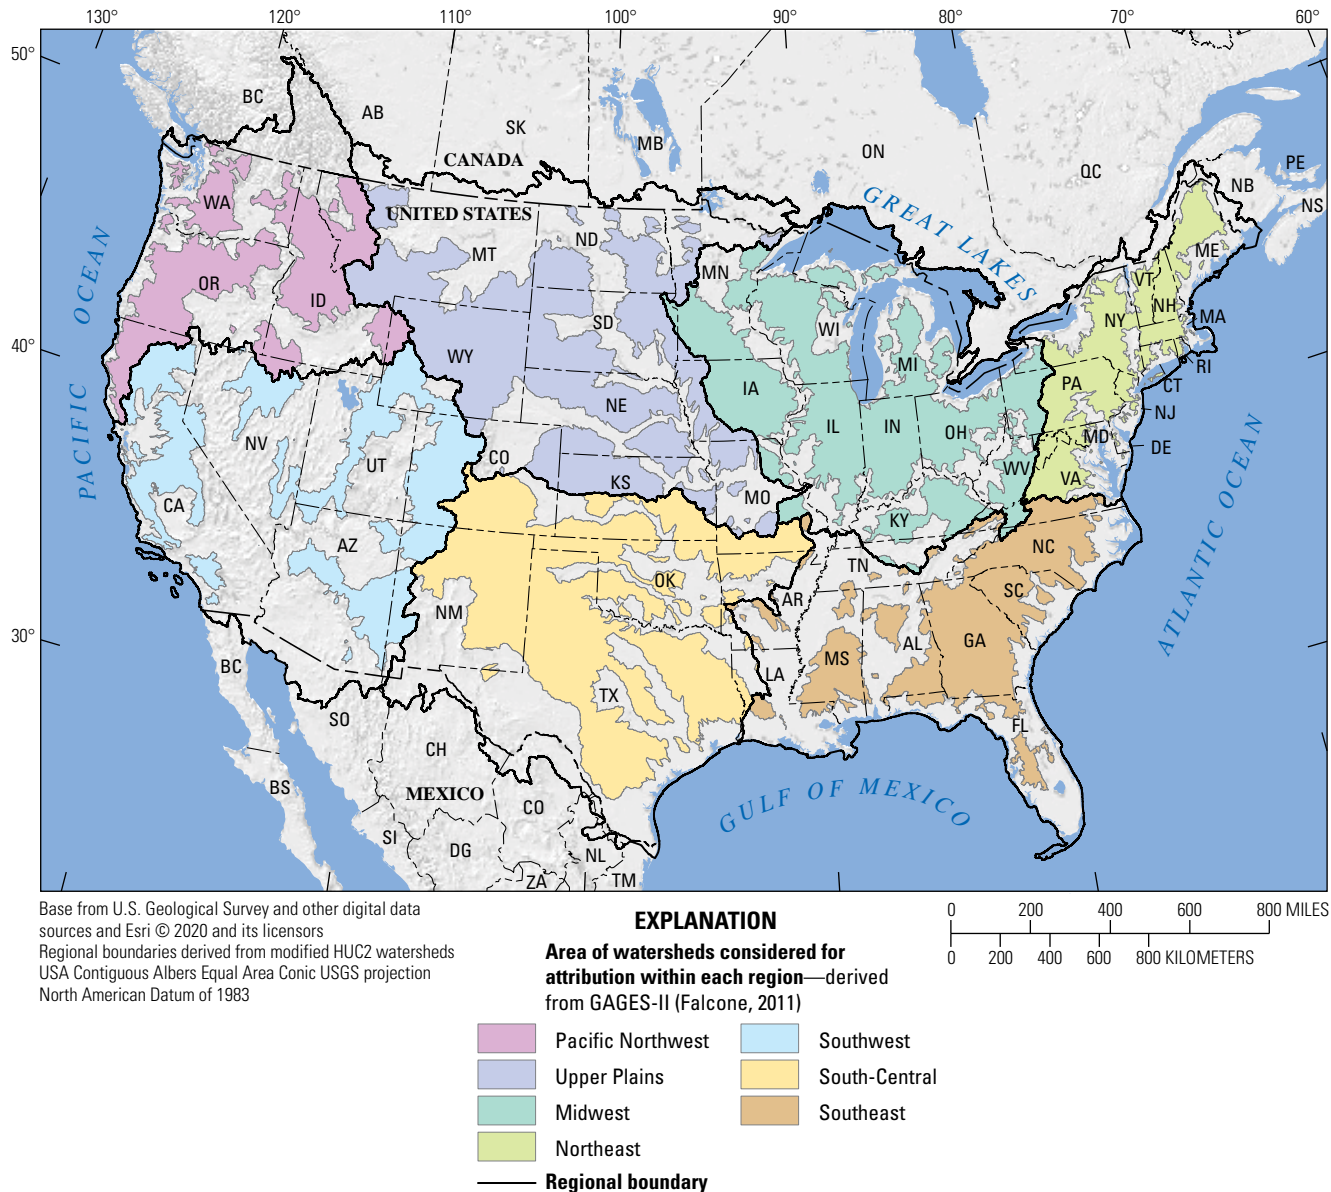 130°
120°
110°
100°
90°
80°
70°
60°
50°
40°
30°
BC
AB
SK
MB
ON
QC
PE
NB
NS
CANADA
UNITED STATES
GREAT LAKES
PACIFIC OCEAN
ATLANTIC OCEAN
GULF OF MEXICO
WA
OR
ID
MT
ND
MN
SD
WY
NE
IA
WI
MI
NY
VT
NH
ME
MA
RI
CT
NJ
DE
MD
PA
OH
IN
IL
WV
VA
KY
MO
KS
CO
UT
NV
CA
AZ
NM
OK
TX
AR
LA
TN
MS
AL
GA
SC
NC
FL
BC
SO
CH
BS
MEXICO
CO
SI
DG
NL
ZA
TM
Base from U.S. Geological Survey and other digital data
sources and Esri © 2020 and its licensors
Regional boundaries derived from modified HUC2 watersheds
USA Contiguous Albers Equal Area Conic USGS projection
North American Datum of 1983
0 200 400 600 800 MILES
0 200 400 600 800 KILOMETERS
EXPLANATION
Area of watersheds considered for
attribution within each region—derived
from GAGES-II (Falcone, 2011)
Pacific Northwest
Upper Plains
Midwest
Northeast
Southwest
South-Central
Southeast
Regional boundary